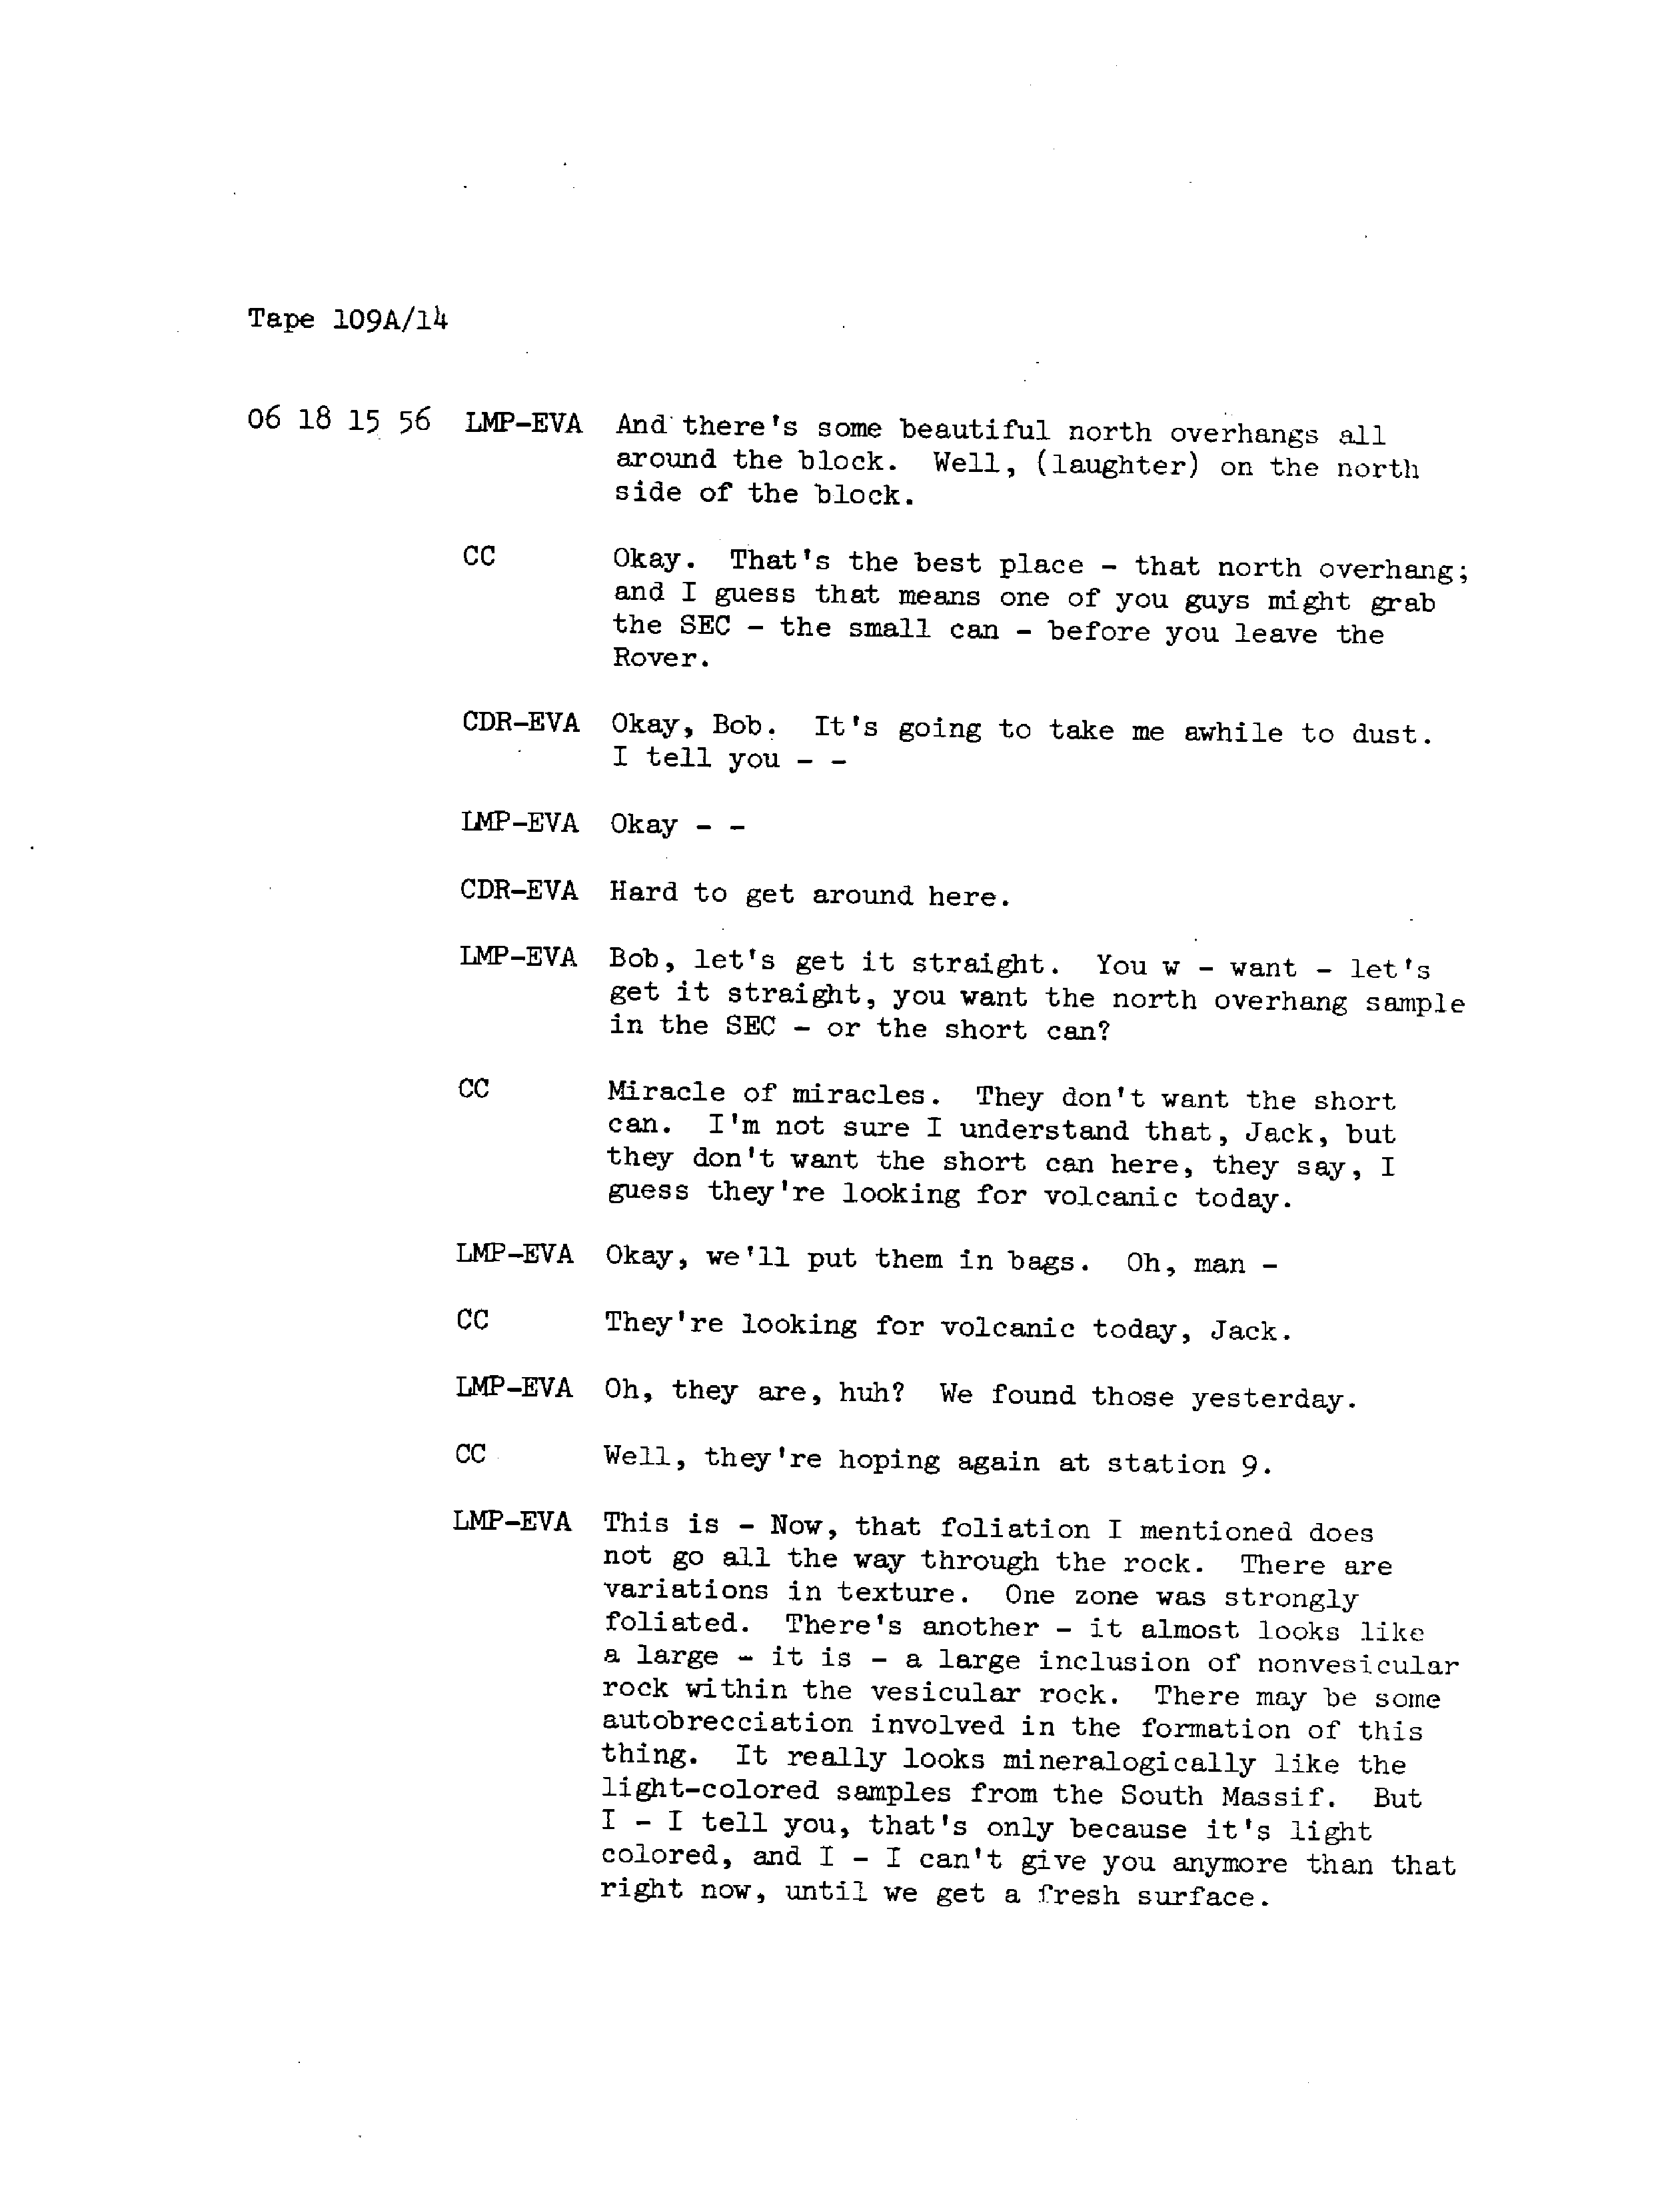 Tape 109A/14
06 18 15 56 LMP-EVA And there's some beautiful north overhangs all
around the block. Well, (laughter) on the north
side of the block.
CC Okay. That's the best place - that north overhang;
and I guess that means one of you guys might grab
the SEC - the small can - before you leave the
Rover.
CDR-EVA Okay, Bob. It's going to take me awhile to dust.
I tell you - -
LMP-EVA Okay - -
CDR-EVA Hard to get around here.
LMP-EVA Bob, let's get it straight. You w - want - let's
get it straight, you want the north overhang sample
in the SEC - or the short can?
CC Miracle of miracles. They don't want the short
can. I'm not sure I understand that, Jack, but
they don't want the short can here, they say, I
guess they're looking for volcanic today.
LMP-EVA Okay, we'll put them in bags. Oh, man -
CC They're looking for volcanic today, Jack.
LMP-EVA Oh, they are, huh? We found those yesterday.
CC Well, they're hoping again at station 9.
LMP-EVA This is - Now, that foliation I mentioned does
not go all the way through the rock. There are
variations in texture. One zone was strongly
foliated. There's another - it almost looks like
a large - it is - a large inclusion of nonvesicular
rock within the vesicular rock. There may be some
autobrecciation involved in the formation of this
thing. It really looks mineralogically like the
light-colored samples from the South Massif. But
I - I tell you, that's only because it's light
colored, and I - I can't give you anymore than that
right now, until we get a fresh surface.